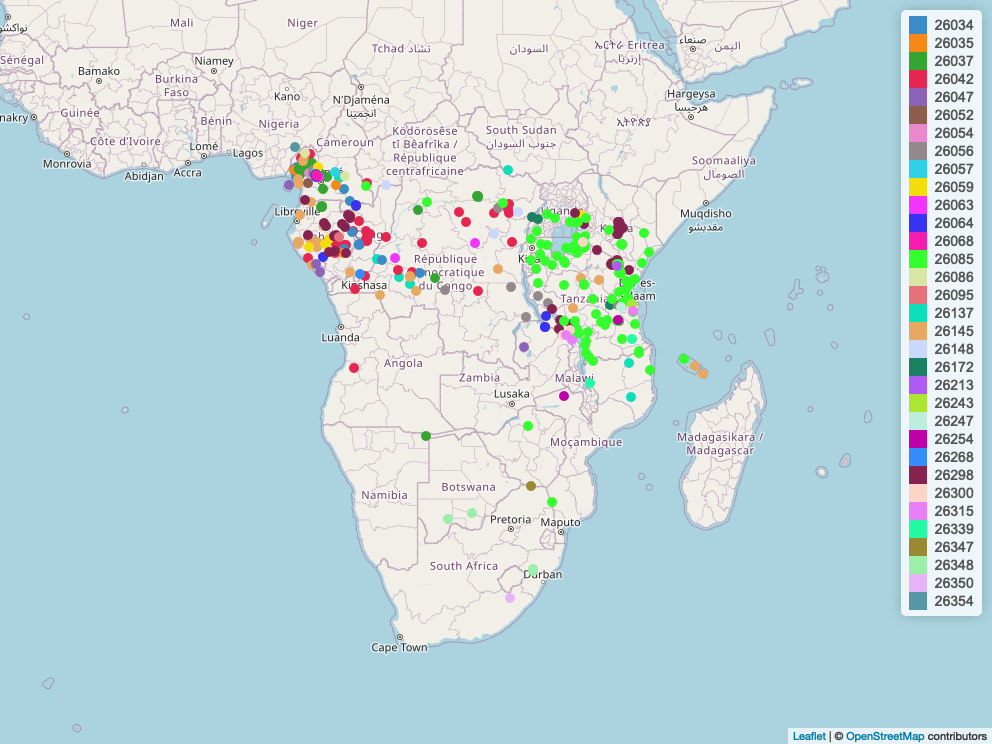 Mali
Niger
Tchad تشاد
السودان
ኤርትራ Eritrea
إرتريا
صنعاء
اليمن
Sénégal
Bamako
Burkina
Faso
Niamey
Kano
N'Djaména
انجمينا
Hargeysa
هرجيسا
Guinée
Côte d'Ivoire
Bénin
Nigeria
Lomé
Lagos
Accra
Abidjan
Monrovia
Cameroun
Ködörösêse
tî Bêafrîka /
République
centrafricaine
South Sudan
جنوب السودان
ኢትዮጵያ
Soomaaliya
الصومال
Muqdisho
مقديشو
République
du Congo
Kinshasa
Tanzania
Luanda
Angola
Zambia
Malawi
Lusaka
Moçambique
Madagasikara /
Madagascar
Namibia
Botswana
Pretoria
Maputo
South Africa
Durban
Cape Town
26034
26035
26037
26042
26047
26052
26054
26056
26057
26059
26063
26064
26068
26085
26086
26095
26137
26145
26148
26172
26213
26243
26247
26254
26268
26298
26300
26315
26339
26347
26348
26350
26354
Leaflet | © OpenStreetMap contributors